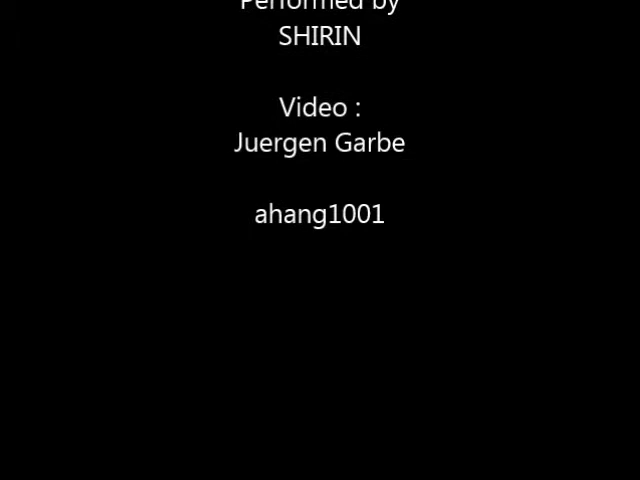 Performed by
SHIRIN
Video :
Juergen Garbe
ahang1001